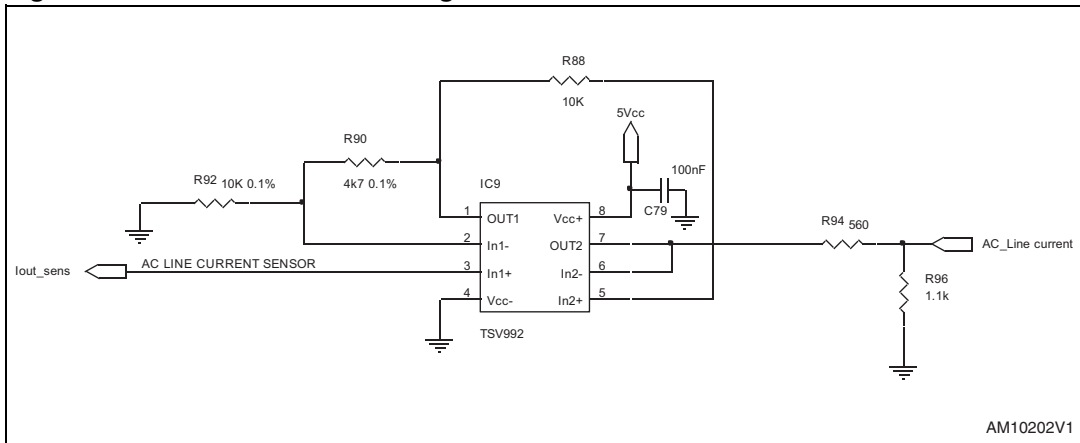 R88
10K
5Vcc
R90
100nF
R92 10K 0.1%
4k7 0.1%
IC9
C79
1 OUT1 Vcc+ 8
2 In1- OUT2 7
3 In1+ In2- 6
4 Vcc- In2+ 5
R94 560
AC_Line current
Iout_sens
AC LINE CURRENT SENSOR
R96
1.1k
TSV992
AM10202V1